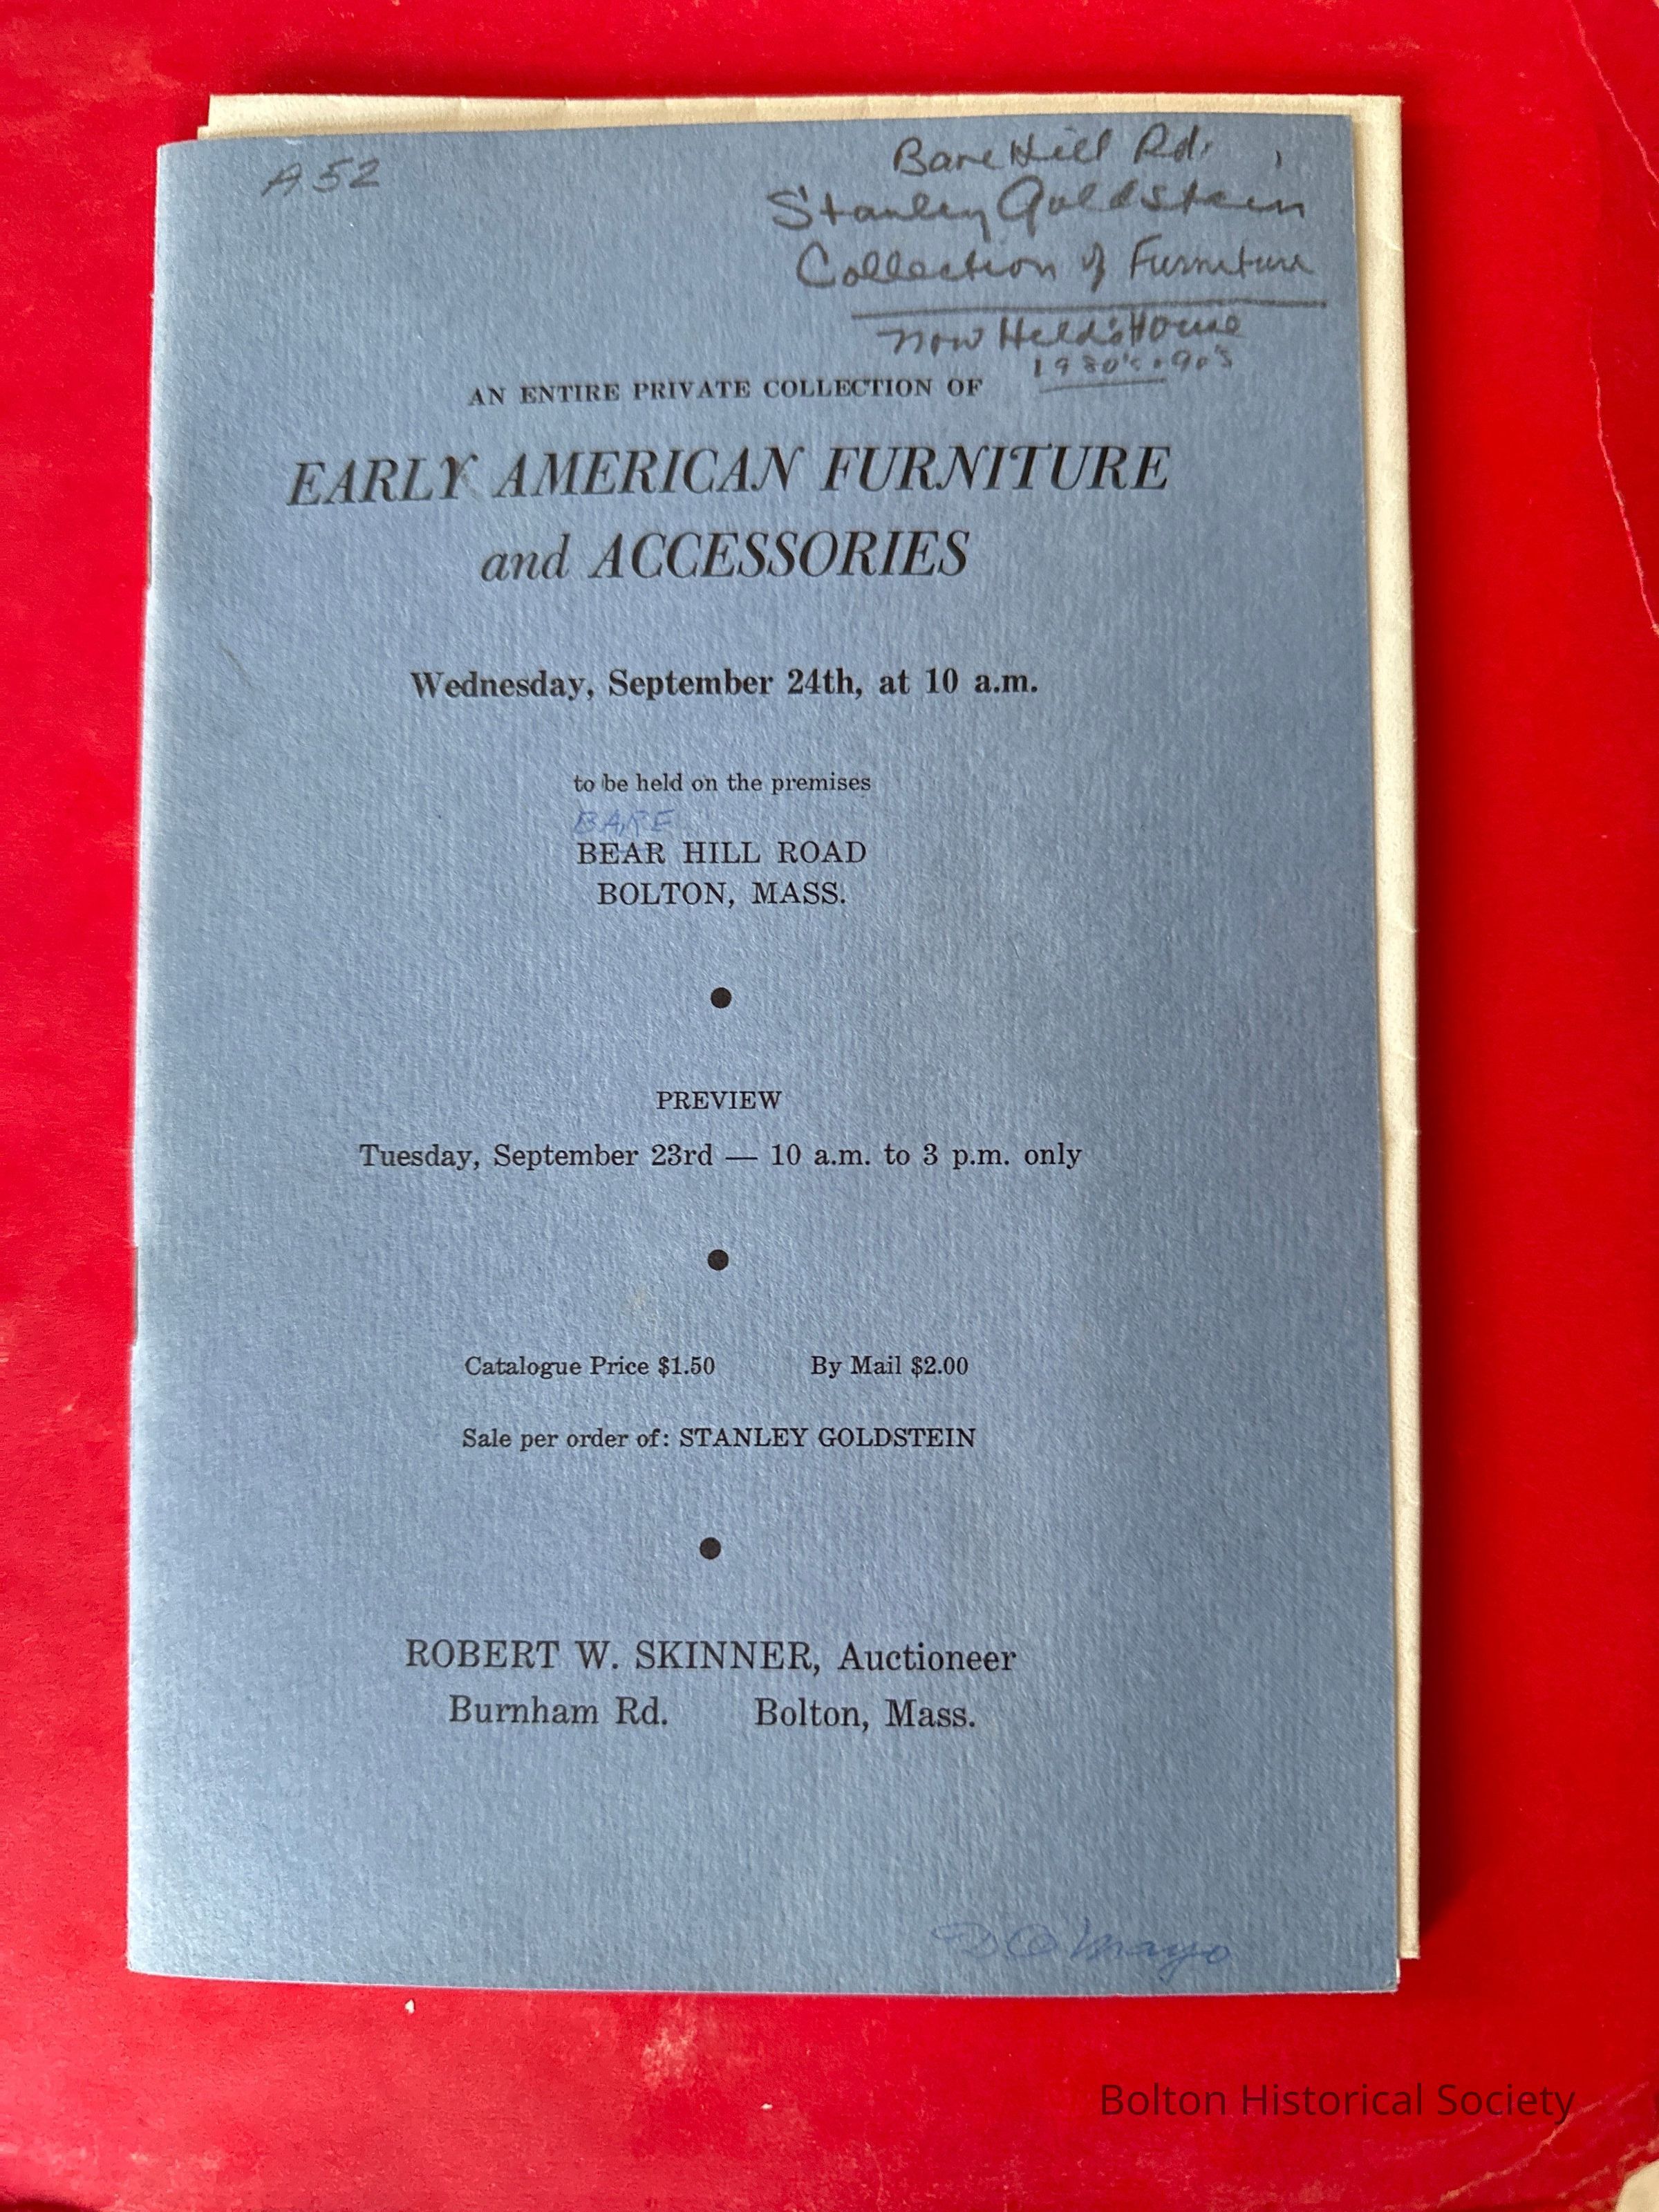 A 52
Bare Hill Rd.
Stanley Goldstein
Collection of Furniture
now Held's House
1980's . 90's
AN ENTIRE PRIVATE COLLECTION OF
EARLY AMERICAN FURNITURE
and ACCESSORIES
Wednesday, September 24th, at 10 a.m.
to be held on the premises
BARE
BEAR HILL ROAD
BOLTON, MASS.
PREVIEW
Tuesday, September 23rd — 10 a.m. to 3 p.m. only
Catalogue Price $1.50 By Mail $2.00
Sale per order of: STANLEY GOLDSTEIN
ROBERT W. SKINNER, Auctioneer
Burnham Rd. Bolton, Mass.
Mayo
Bolton Historical Society